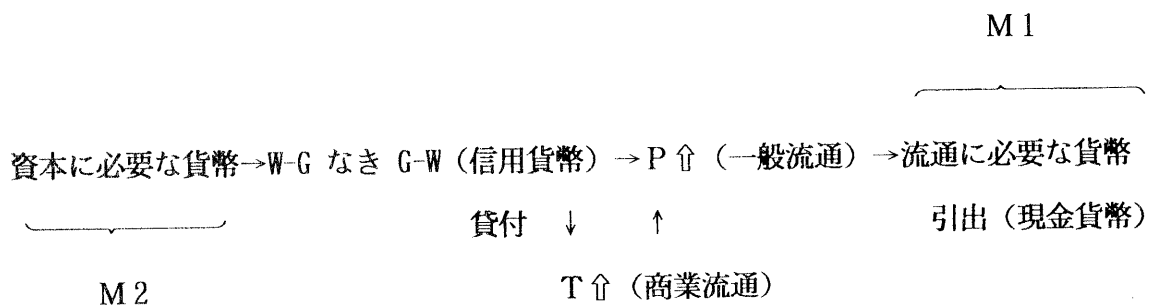 M1
資本に必要な貨幣→W-G なき G-W（信用貨幣）→P⇧（一般流通）→流通に必要な貨幣
貸付 ↓ ↑ 引出（現金貨幣）
T⇧（商業流通）
M2